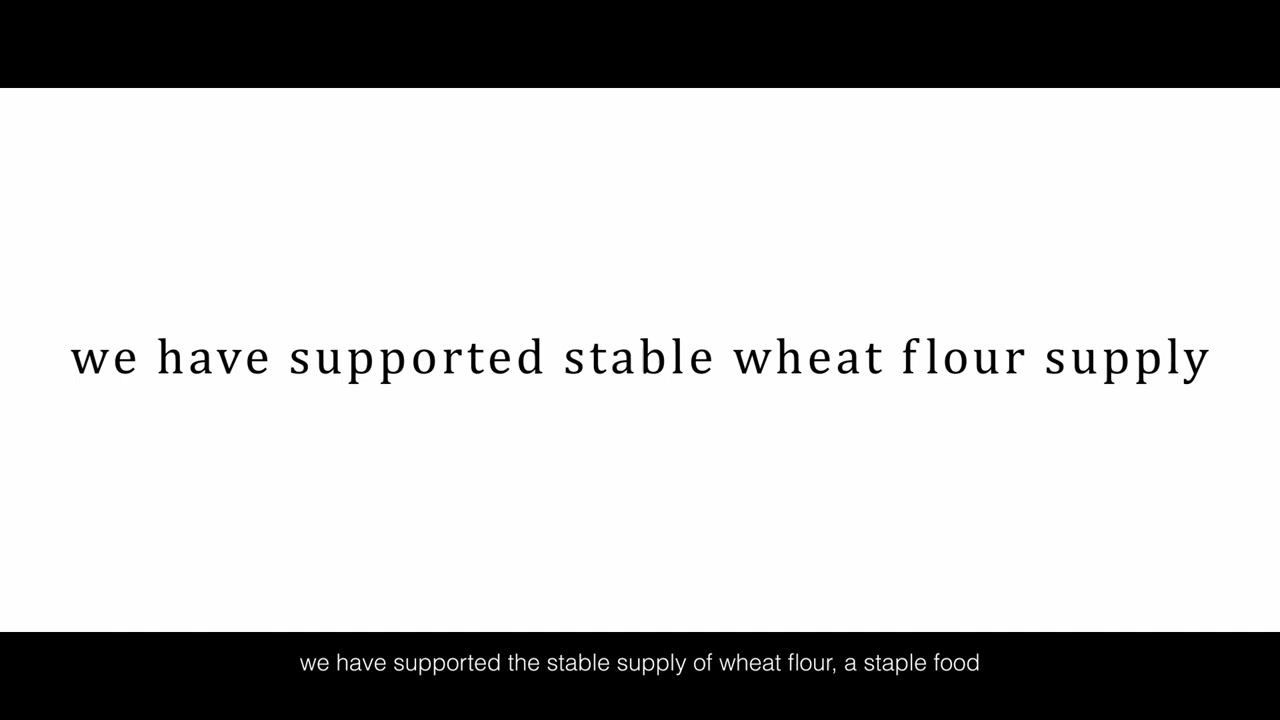 we have supported stable wheat flour supply
we have supported the stable supply of wheat flour, a staple food